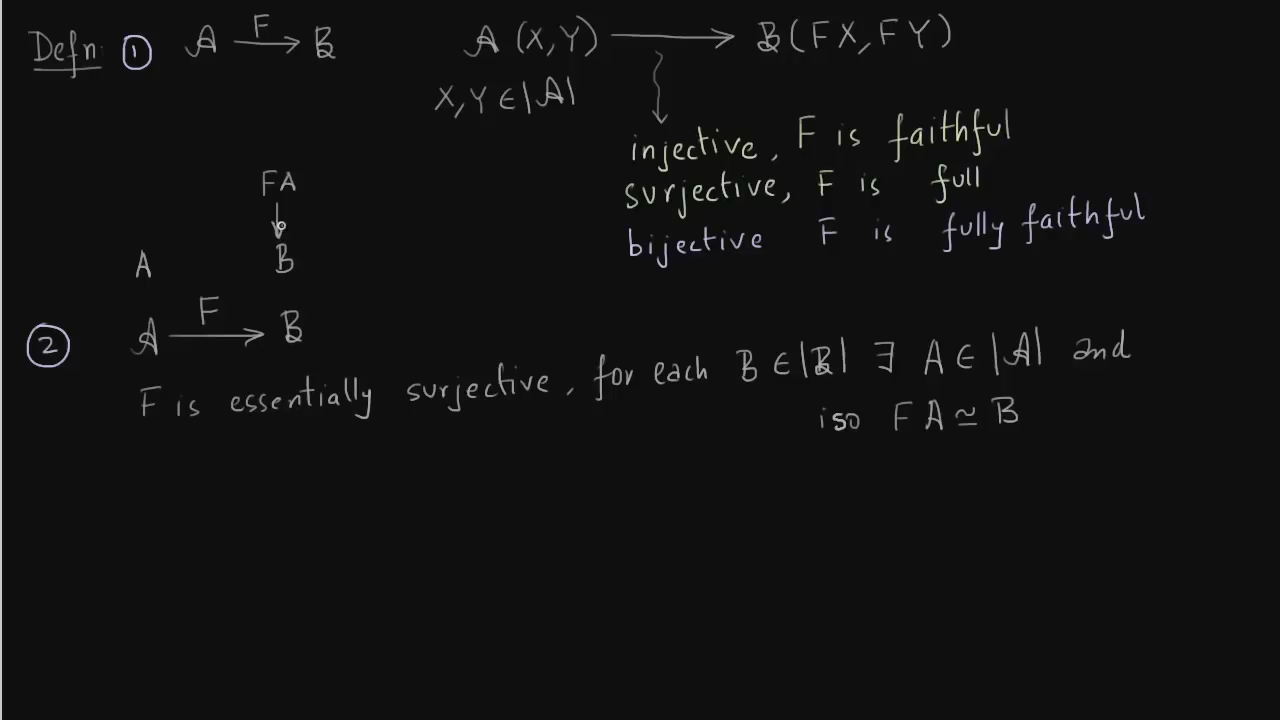 Defn: ① 𝒜 —F→ ℬ 𝒜 (X,Y) ⟶ ℬ(FX, FY)
X,Y ∈ |𝒜|
injective, F is faithful
surjective, F is full
bijective F is fully faithful
FA
↓
A B
② 𝒜 —F→ ℬ
F is essentially surjective, for each B ∈ |ℬ| ∃ A ∈ |𝒜| and
iso FA ≃ B